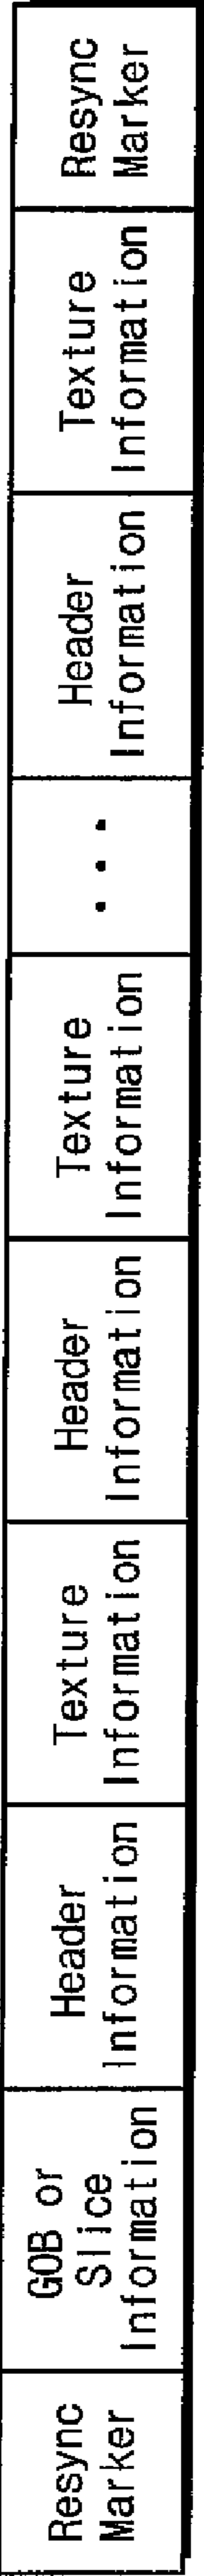 Resync
Marker
GOB or
Slice
Information
Header
Information
Texture
Information
Header
Information
Texture
Information
...
Header
Information
Texture
Information
Resync
Marker